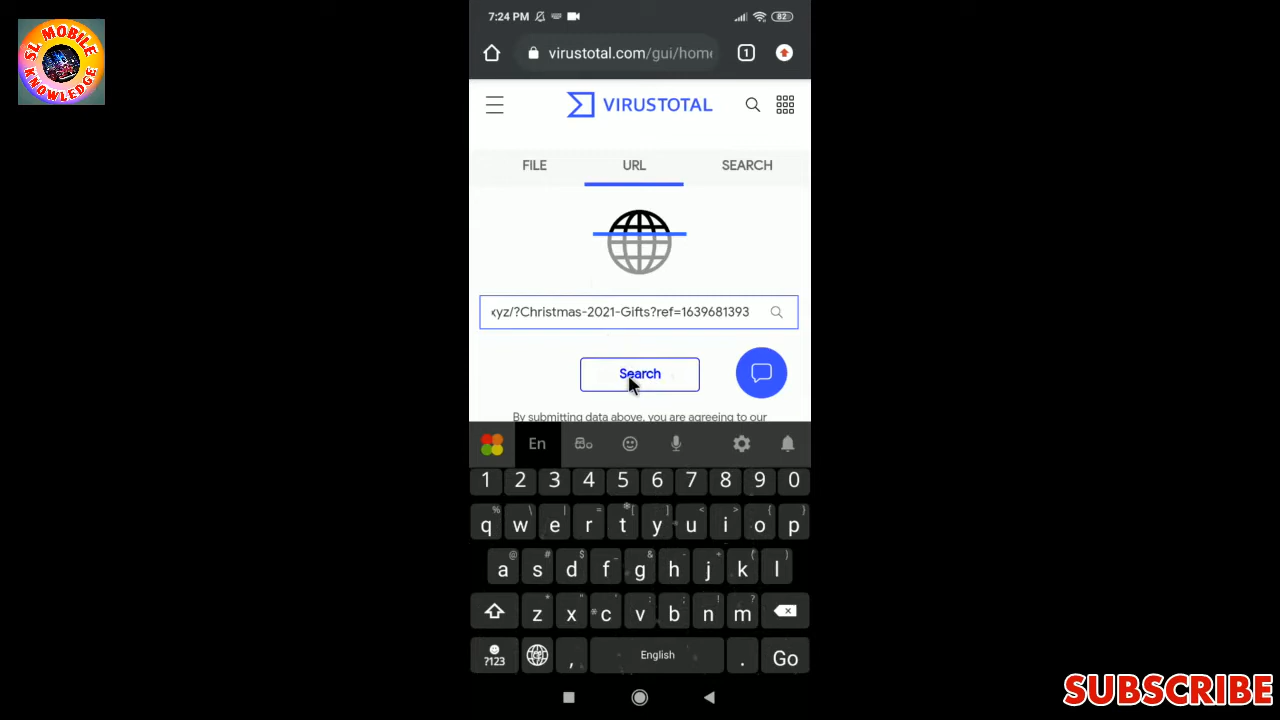 SL MOBILE
KNOWLEDGE
7:24 PM
82
virustotal.com/gui/home
1
VIRUSTOTAL
FILE
URL
SEARCH
xyz/?Christmas-2021-Gifts?ref=1639681393
Search
By submitting data above, you are agreeing to our
En
1 2 3 4 5 6 7 8 9 0
% \ | = [ ] < > { }
q w e r t y u i o p
@ # $ _ & - + ( )
a s d f g h j k l
* " ' : ; ! ?
z x c v b n m
?123 , English . Go
SUBSCRIBE